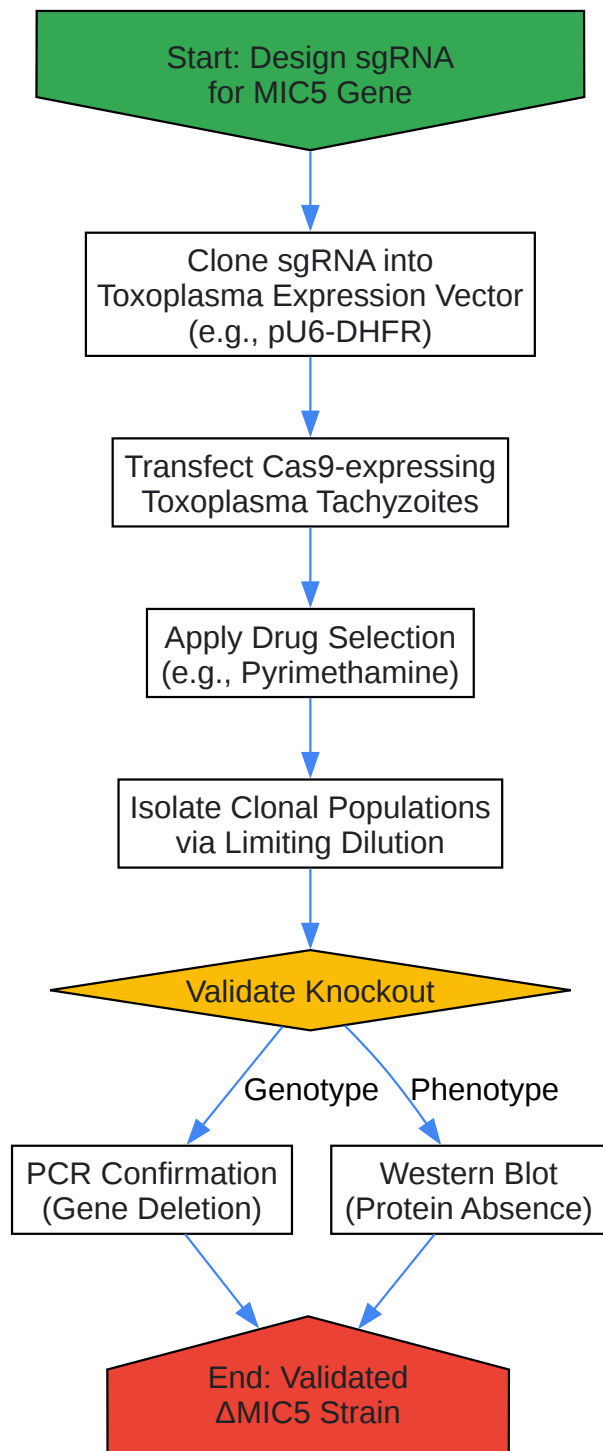 Start: Design sgRNA
for MIC5 Gene
Clone sgRNA into
Toxoplasma Expression Vector
(e.g., pU6-DHFR)
Transfect Cas9-expressing
Toxoplasma Tachyzoites
Apply Drug Selection
(e.g., Pyrimethamine)
Isolate Clonal Populations
via Limiting Dilution
Validate Knockout
Genotype
Phenotype
PCR Confirmation
(Gene Deletion)
Western Blot
(Protein Absence)
End: Validated
ΔMIC5 Strain